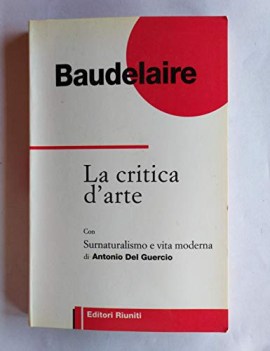 Baudelaire
La critica
d'arte
Con
Surnaturalismo e vita moderna
di Antonio Del Guercio
Editori Riuniti